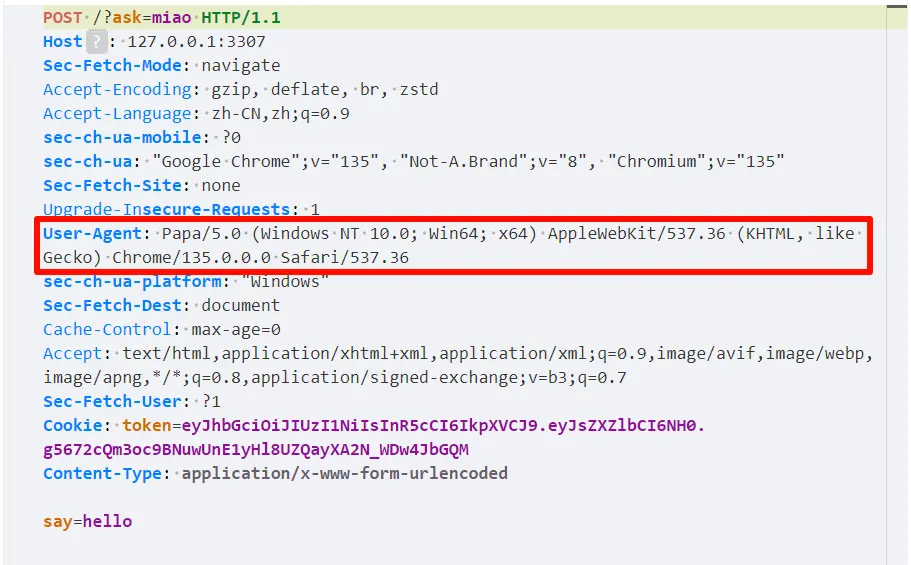 POST /?ask=miao HTTP/1.1
Host ? : 127.0.0.1:3307
Sec-Fetch-Mode: navigate
Accept-Encoding: gzip, deflate, br, zstd
Accept-Language: zh-CN,zh;q=0.9
sec-ch-ua-mobile: ?0
sec-ch-ua: "Google Chrome";v="135", "Not-A.Brand";v="8", "Chromium";v="135"
Sec-Fetch-Site: none
Upgrade-Insecure-Requests: 1
User-Agent: Papa/5.0 (Windows NT 10.0; Win64; x64) AppleWebKit/537.36 (KHTML, like
Gecko) Chrome/135.0.0.0 Safari/537.36
sec-ch-ua-platform: "Windows"
Sec-Fetch-Dest: document
Cache-Control: max-age=0
Accept: text/html,application/xhtml+xml,application/xml;q=0.9,image/avif,image/webp,
image/apng,*/*;q=0.8,application/signed-exchange;v=b3;q=0.7
Sec-Fetch-User: ?1
Cookie: token=eyJhbGciOiJIUzI1NiIsInR5cCI6IkpXVCJ9.eyJsZXZlbCI6NH0.
g5672cQm3oc9BNuwUnE1yHl8UZQayXA2N_WDw4JbGQM
Content-Type: application/x-www-form-urlencoded
say=hello